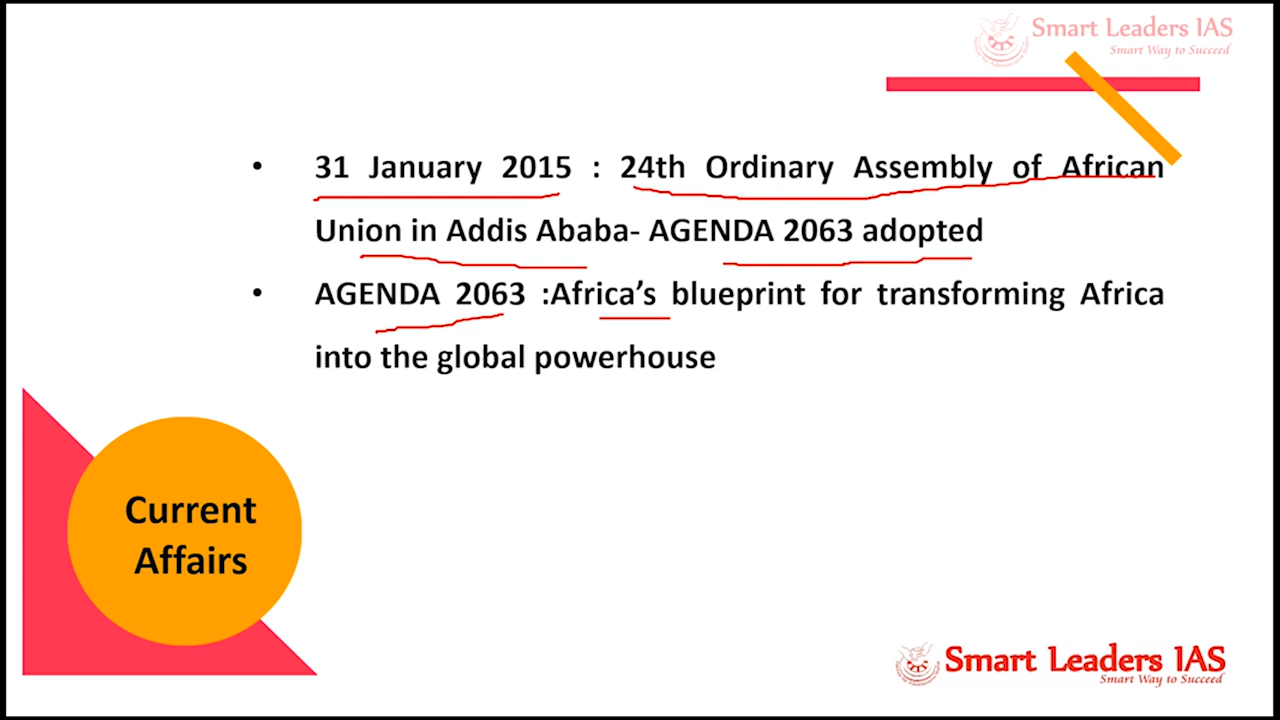 Smart Leaders IAS
Smart Way to Succeed
• 31 January 2015 : 24th Ordinary Assembly of African
Union in Addis Ababa- AGENDA 2063 adopted
• AGENDA 2063 :Africa’s blueprint for transforming Africa
into the global powerhouse
Current
Affairs
Smart Leaders IAS
Smart Way to Succeed